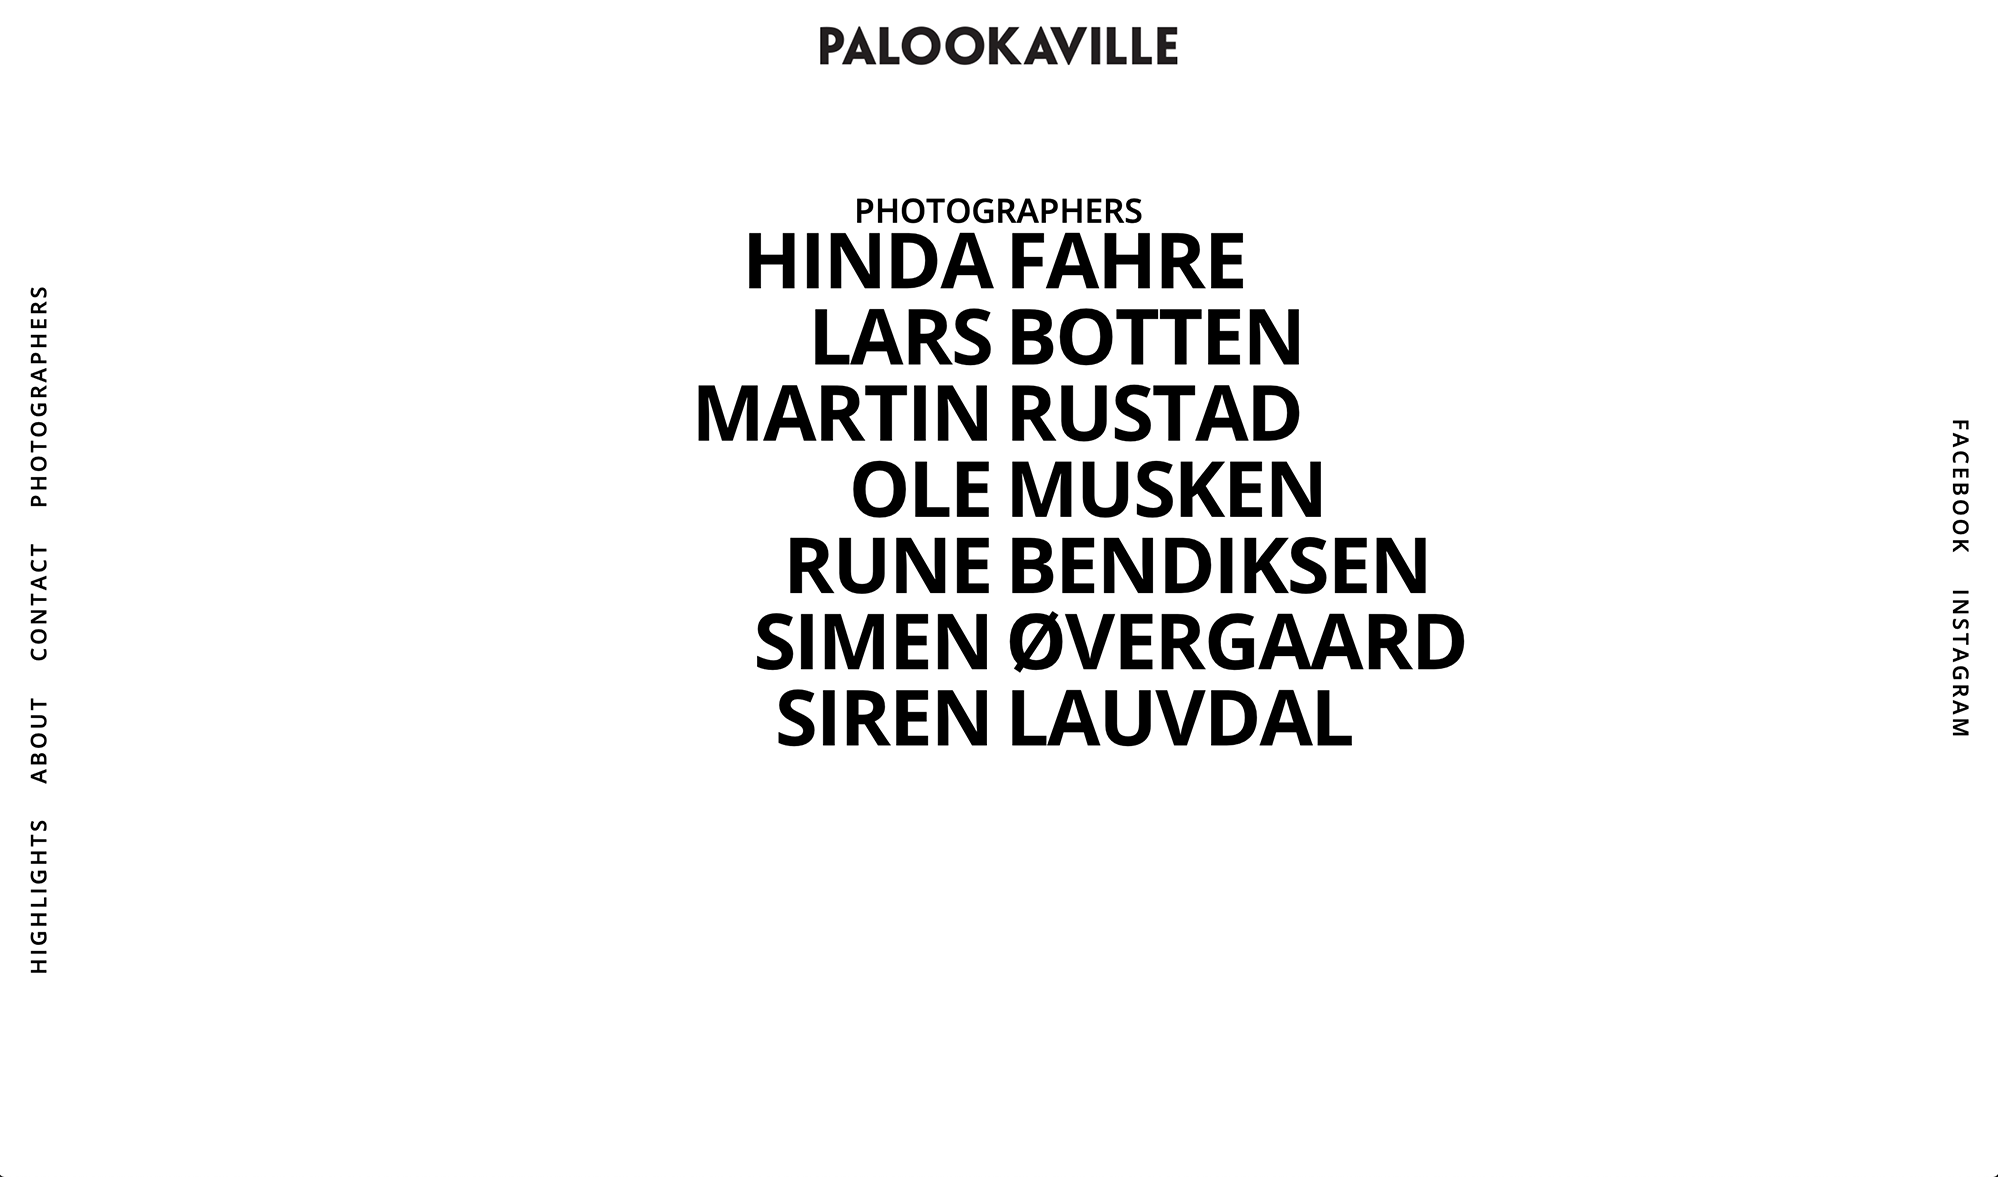 PALOOKAVILLE
PHOTOGRAPHERS
HINDA FAHRE
LARS BOTTEN
MARTIN RUSTAD
OLE MUSKEN
RUNE BENDIKSEN
SIMEN ØVERGAARD
SIREN LAUVDAL
HIGHLIGHTS ABOUT CONTACT PHOTOGRAPHERS
FACEBOOK INSTAGRAM